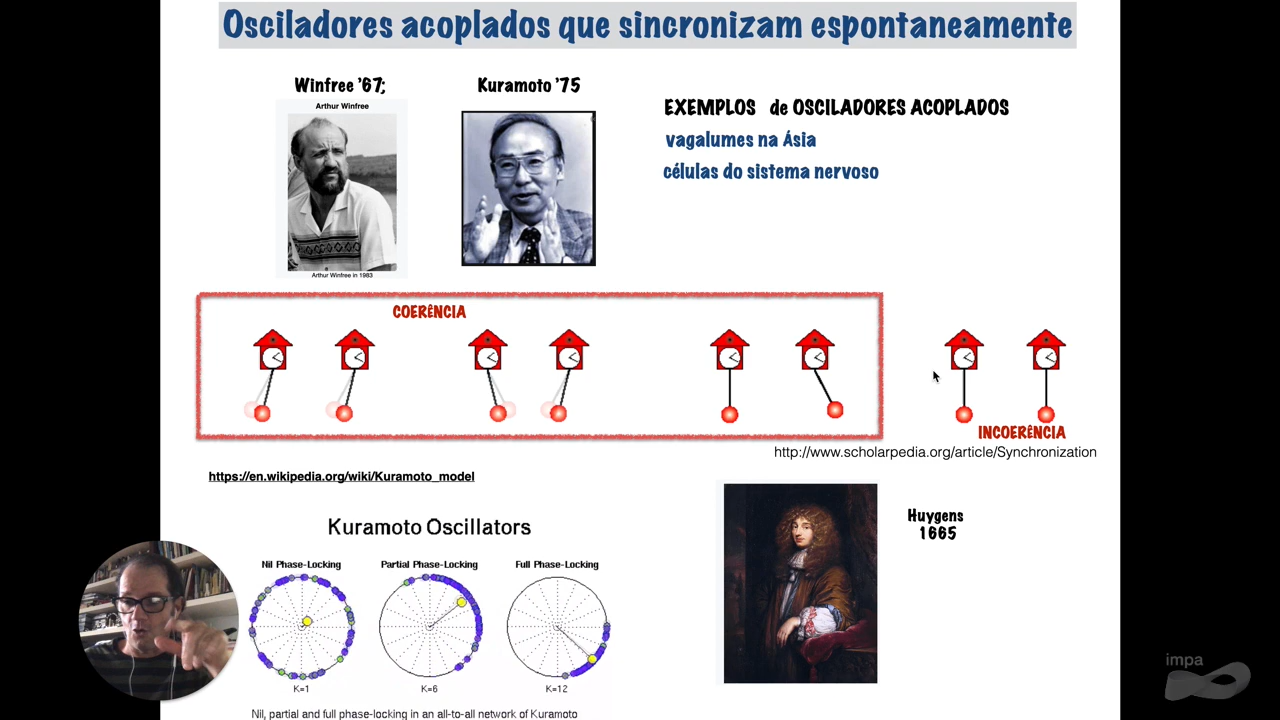 Osciladores acoplados que sincronizam espontaneamente
Winfree '67;
Kuramoto '75
Arthur Winfree
Arthur Winfree in 1983
EXEMPLOS de OSCILADORES ACOPLADOS
vagalumes na Ásia
células do sistema nervoso
COERÊNCIA
INCOERÊNCIA
http://www.scholarpedia.org/article/Synchronization
https://en.wikipedia.org/wiki/Kuramoto_model
Huygens
1665
Kuramoto Oscillators
Nil Phase-Locking
Partial Phase-Locking
Full Phase-Locking
K=1
K=6
K=12
Nil, partial and full phase-locking in an all-to-all network of Kuramoto
impa